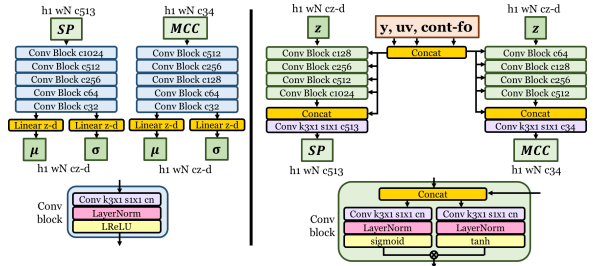 h1 wN c513
h1 wN c34
SP
MCC
Conv Block c1024
Conv Block c512
Conv Block c256
Conv Block c64
Conv Block c32
Conv Block c512
Conv Block c256
Conv Block c128
Conv Block c64
Conv Block c32
Linear z-d
Linear z-d
Linear z-d
Linear z-d
μ
σ
μ
σ
h1 wN cz-d
h1 wN cz-d
Conv
block
Conv k3x1 s1x1 cn
LayerNorm
LReLU
h1 wN cz-d
h1 wN cz-d
z
y, uv, cont-fo
z
Concat
Conv Block c128
Conv Block c256
Conv Block c512
Conv Block c1024
Conv Block c64
Conv Block c128
Conv Block c256
Conv Block c512
Concat
Conv k3x1 s1x1 c513
Concat
Conv k3x1 s1x1 c34
SP
MCC
h1 wN
c513
h1 wN c34
Conv
block
Concat
Conv k3x1 s1x1 cn
LayerNorm
sigmoid
Conv k3x1 s1x1 cn
LayerNorm
tanh